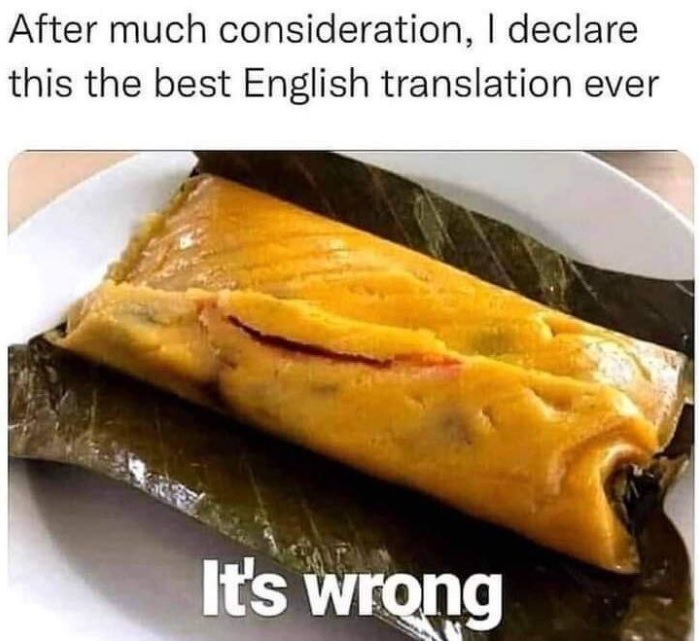 After much consideration, I declare
this the best English translation ever
It's wrong